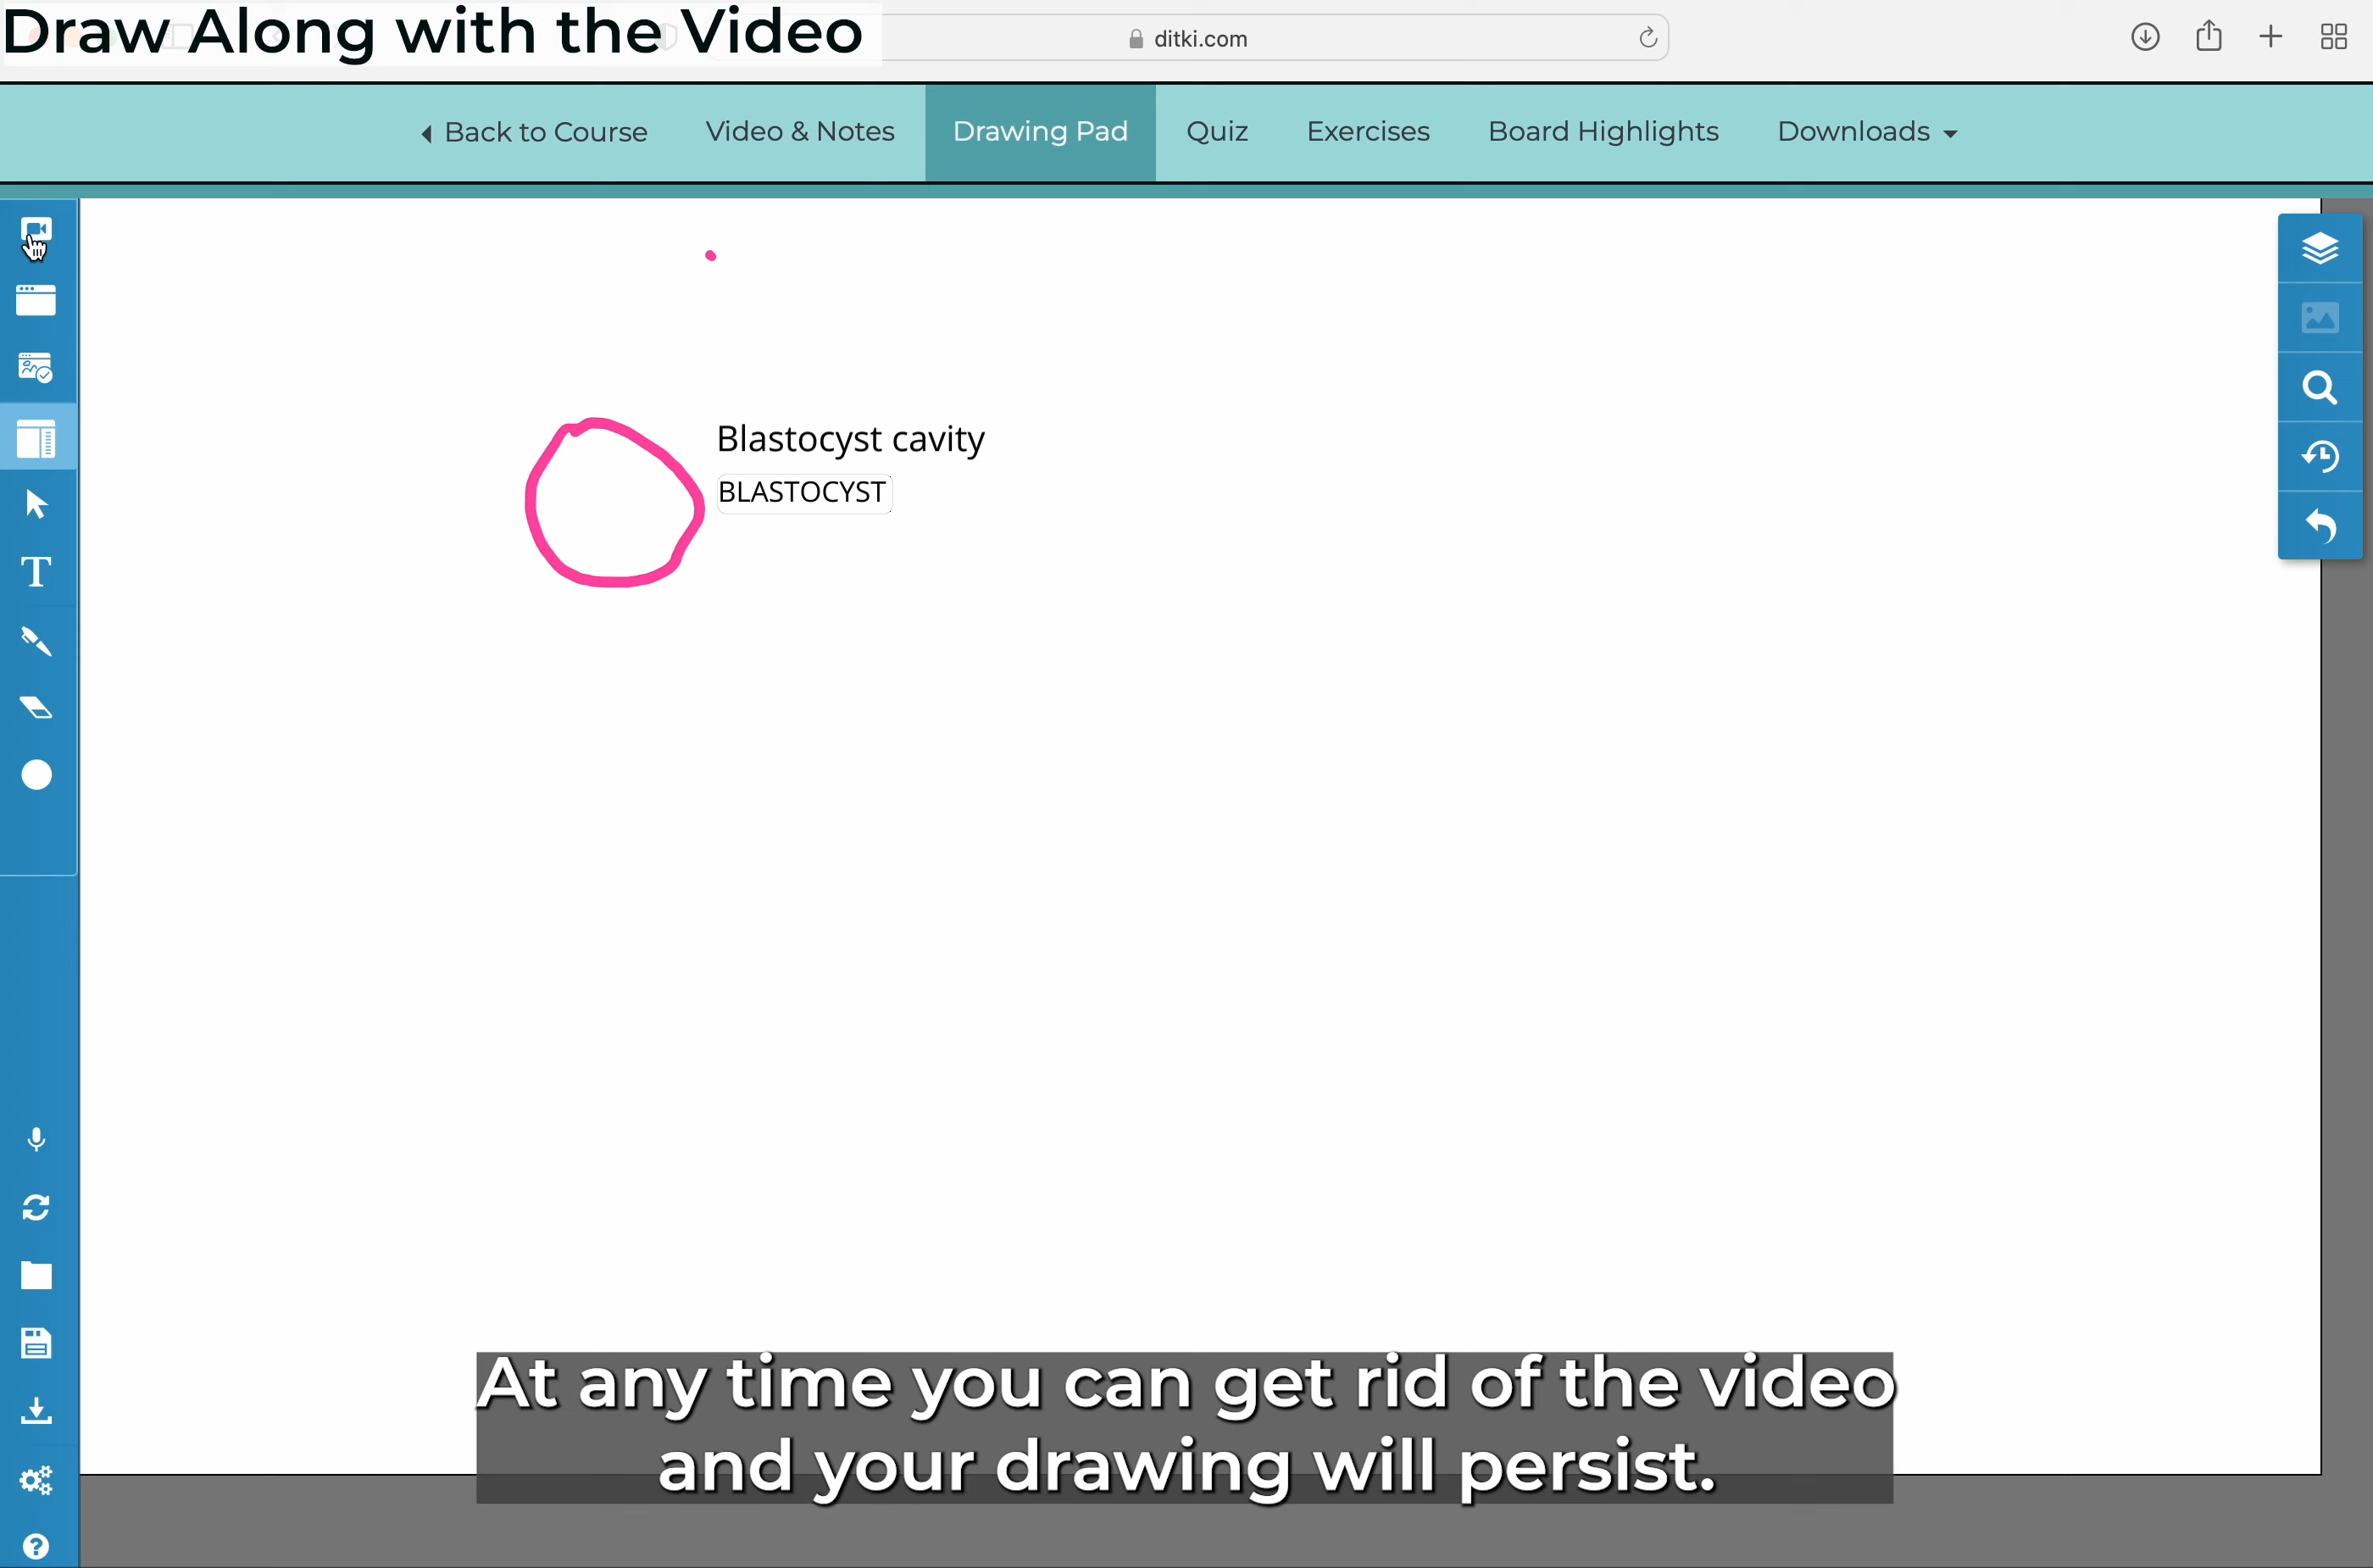 Draw Along with the Video
ditki.com
Back to Course Video & Notes Drawing Pad Quiz Exercises Board Highlights Downloads
Blastocyst cavity
BLASTOCYST
T
At any time you can get rid of the video
and your drawing will persist.
?